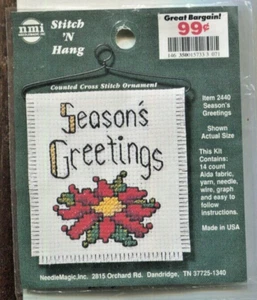 nmi
Stitch
'N
Hang
Great Bargain!
99¢
Counted Cross Stitch Ornament
Item 2440
Season's
Greetings
Shown
Actual Size
This Kit
Contains:
14 count
Aida fabric,
yarn, needle,
wire, graph
and easy to
follow
instructions.
Made in USA
Season's
Greetings
NeedleMagic,Inc. 2815 Orchard Rd. Dandridge, TN 37725-1340